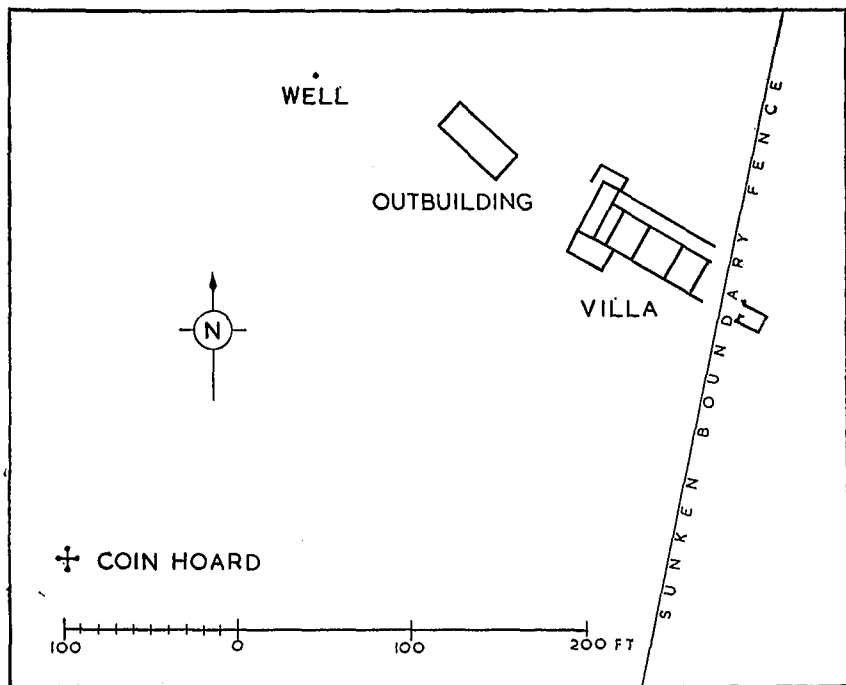 WELL
OUTBUILDING
VILLA
SUNKEN BOUNDARY FENCE
N
COIN HOARD
100 0 100 200 FT